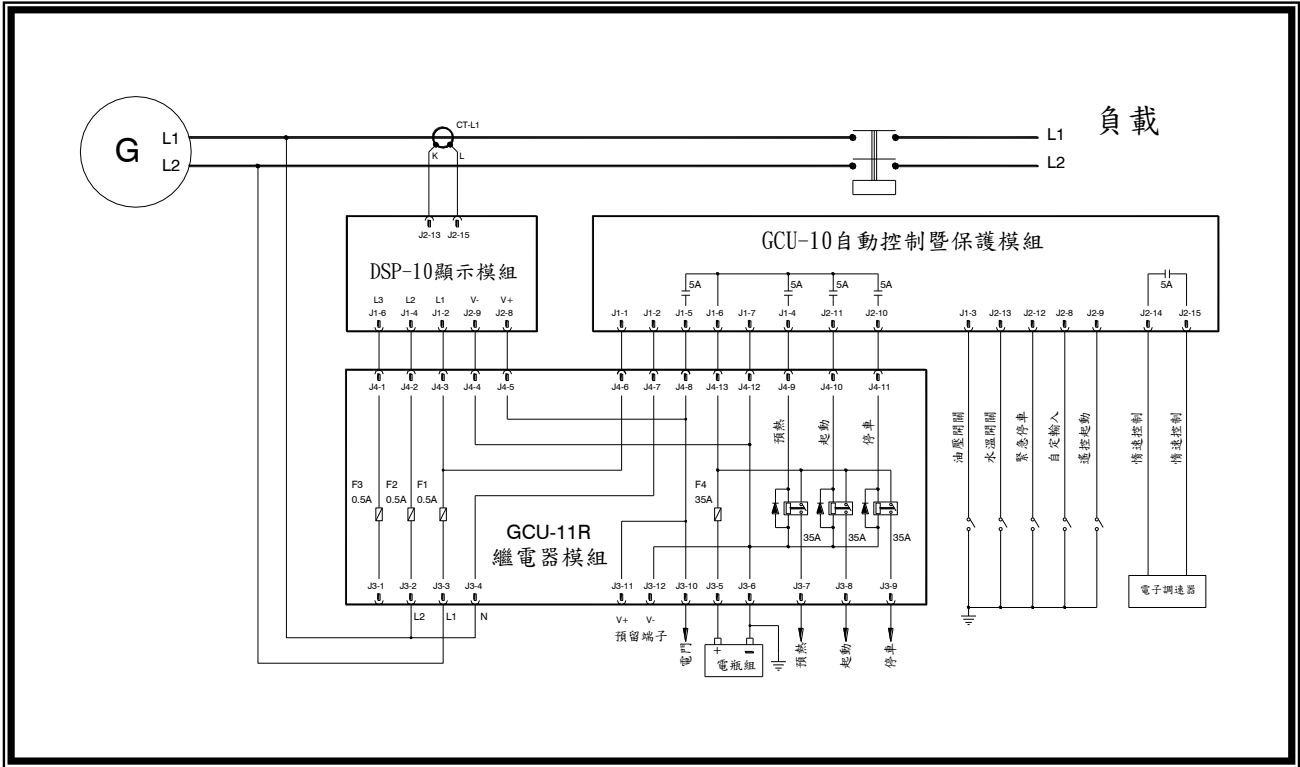 CT-L1
負載
G
L1
L1
L2
L2
K L
J2-13 J2-15
DSP-10顯示模組
L3 L2 L1 V- V+
J1-6 J1-4 J1-2 J2-9 J2-8
GCU-10自動控制暨保護模組
5A 5A 5A 5A 5A
J1-1 J1-2 J1-5 J1-6 J1-7 J1-4 J2-11 J2-10 J1-3 J2-13 J2-12 J2-8 J2-9 J2-14 J2-15
J4-1 J4-2 J4-3 J4-4 J4-5 J4-6 J4-7 J4-8 J4-13 J4-12 J4-9 J4-10 J4-11
預熱
起動
停車
油壓開關
水溫開關
緊急停車
自定輸入
遙控起動
惰速控制
惰速控制
F3 F2 F1 F4
0.5A 0.5A 0.5A 35A
35A 35A 35A
GCU-11R
繼電器模組
J3-1 J3-2 J3-3 J3-4 J3-11 J3-12 J3-10 J3-5 J3-6 J3-7 J3-8 J3-9
L2 L1 N
V+ V-
預留端子
電門
+ −
電瓶組
預熱
起動
停車
電子調速器